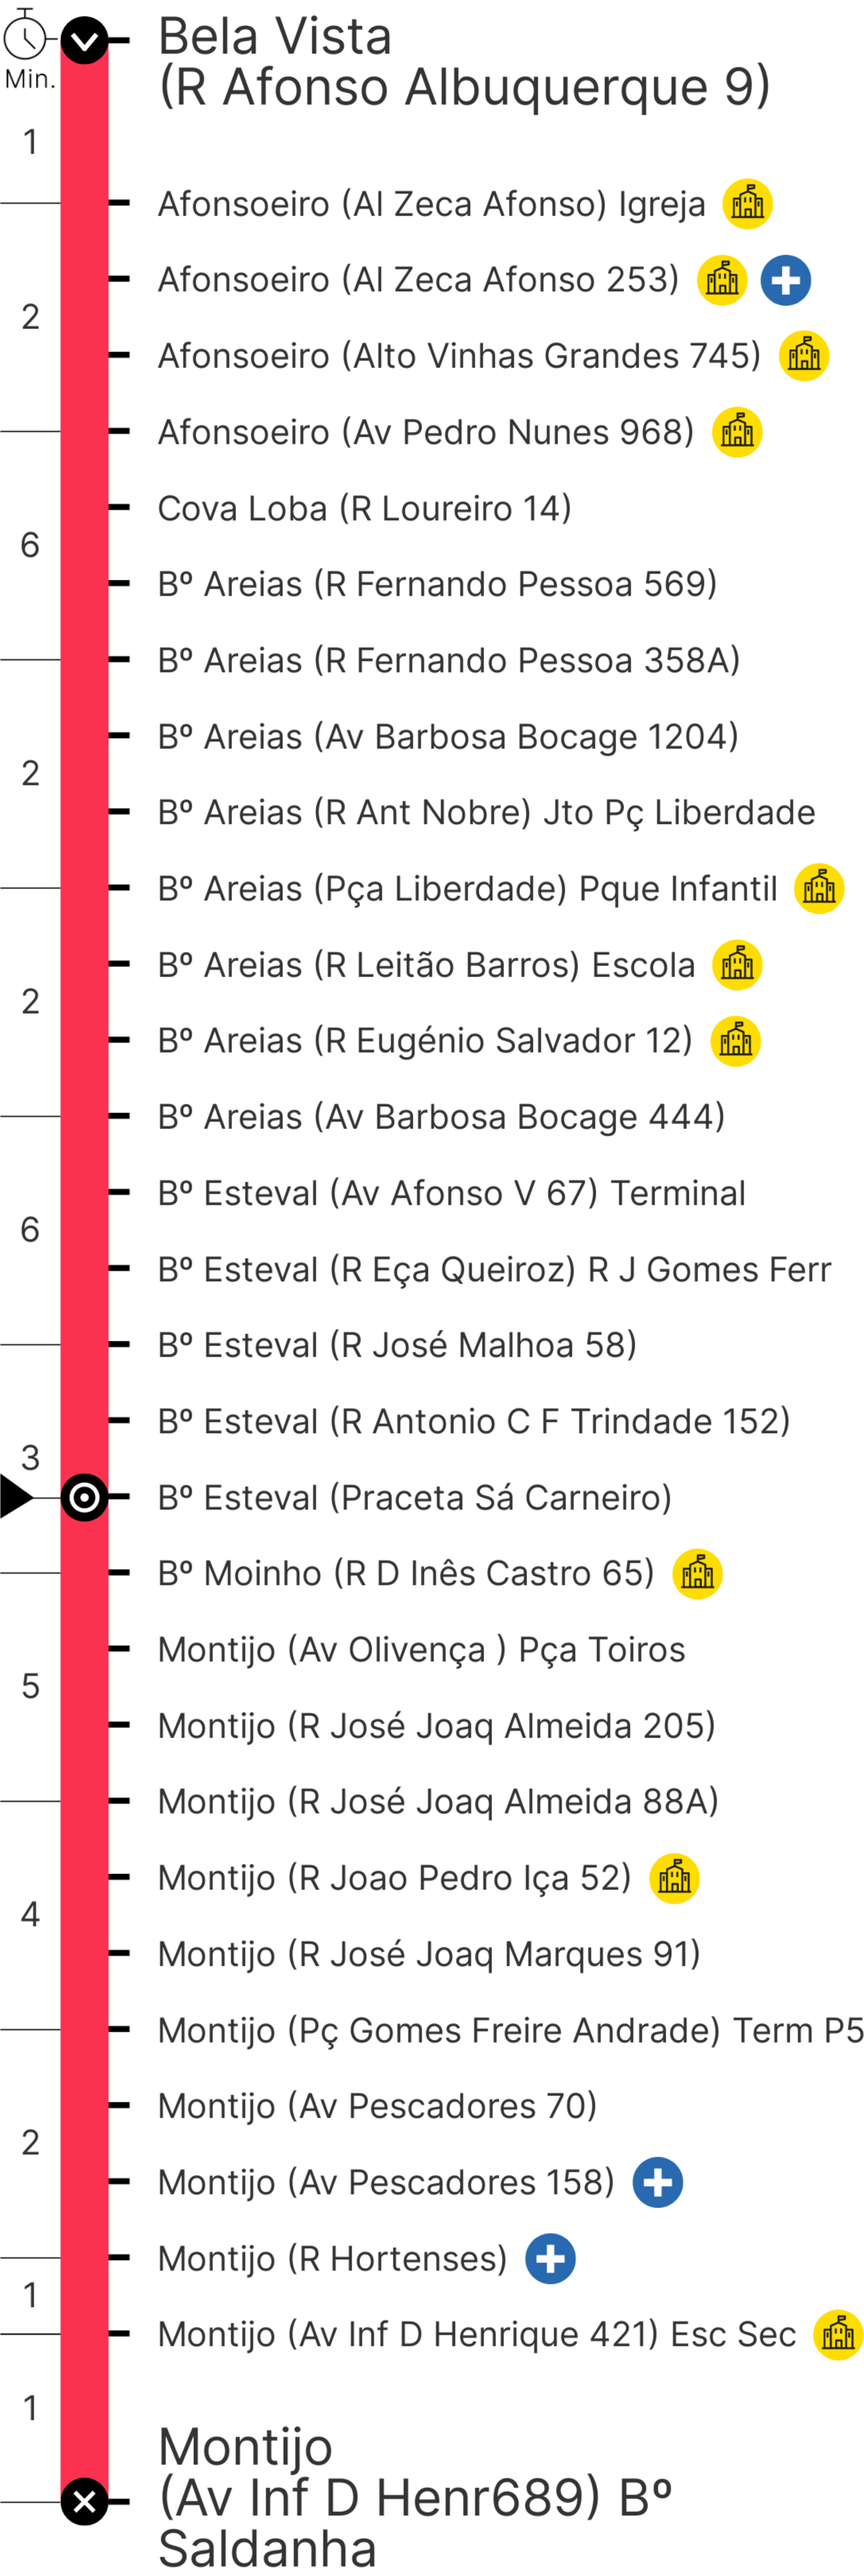 Bela Vista
(R Afonso Albuquerque 9)
Min.
1
Afonsoeiro (Al Zeca Afonso) Igreja
Afonsoeiro (Al Zeca Afonso 253)
2
Afonsoeiro (Alto Vinhas Grandes 745)
Afonsoeiro (Av Pedro Nunes 968)
Cova Loba (R Loureiro 14)
6
Bº Areias (R Fernando Pessoa 569)
Bº Areias (R Fernando Pessoa 358A)
Bº Areias (Av Barbosa Bocage 1204)
2
Bº Areias (R Ant Nobre) Jto Pç Liberdade
Bº Areias (Pça Liberdade) Pque Infantil
Bº Areias (R Leitão Barros) Escola
2
Bº Areias (R Eugénio Salvador 12)
Bº Areias (Av Barbosa Bocage 444)
Bº Esteval (Av Afonso V 67) Terminal
6
Bº Esteval (R Eça Queiroz) R J Gomes Ferr
Bº Esteval (R José Malhoa 58)
Bº Esteval (R Antonio C F Trindade 152)
3
Bº Esteval (Praceta Sá Carneiro)
Bº Moinho (R D Inês Castro 65)
Montijo (Av Olivença ) Pça Toiros
5
Montijo (R José Joaq Almeida 205)
Montijo (R José Joaq Almeida 88A)
Montijo (R Joao Pedro Iça 52)
4
Montijo (R José Joaq Marques 91)
Montijo (Pç Gomes Freire Andrade) Term P5
Montijo (Av Pescadores 70)
2
Montijo (Av Pescadores 158)
Montijo (R Hortenses)
1
Montijo (Av Inf D Henrique 421) Esc Sec
1
Montijo
(Av Inf D Henr689) Bº
Saldanha